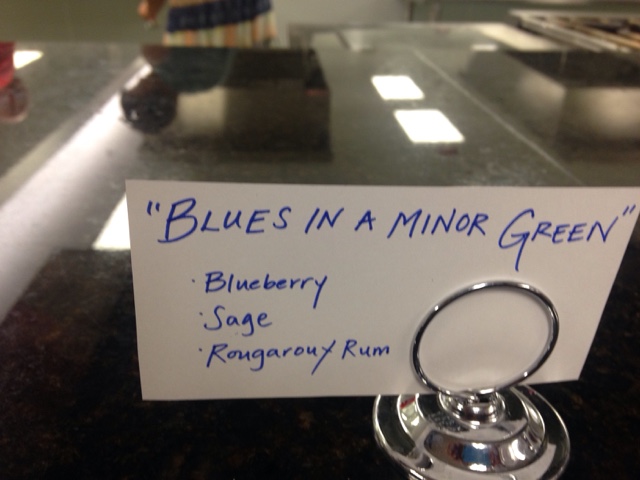 "BLUES IN A MINOR GREEN"
· Blueberry
· Sage
· Rougaroux Rum